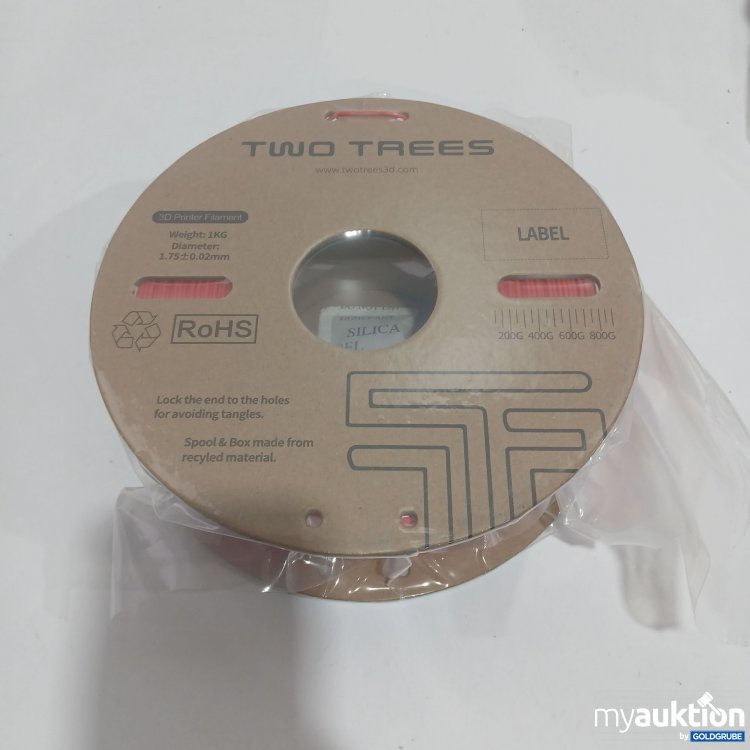 TWO TREES
www.twotrees3d.com
3D Printer Filament
Weight: 1KG
Diameter:
1.75±0.02mm
LABEL
RoHS
200G 400G 600G 800G
SILICA
Lock the end to the holes
for avoiding tangles.
Spool & Box made from
recyled material.
myauktion
by GOLDGRUBE